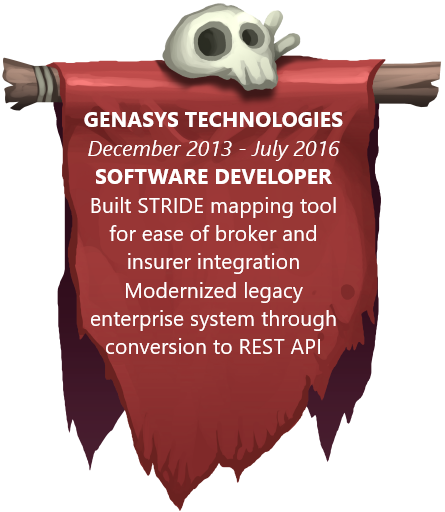 GENASYS TECHNOLOGIES
December 2013 - July 2016
SOFTWARE DEVELOPER
Built STRIDE mapping tool
for ease of broker and
insurer integration
Modernized legacy
enterprise system through
conversion to REST API